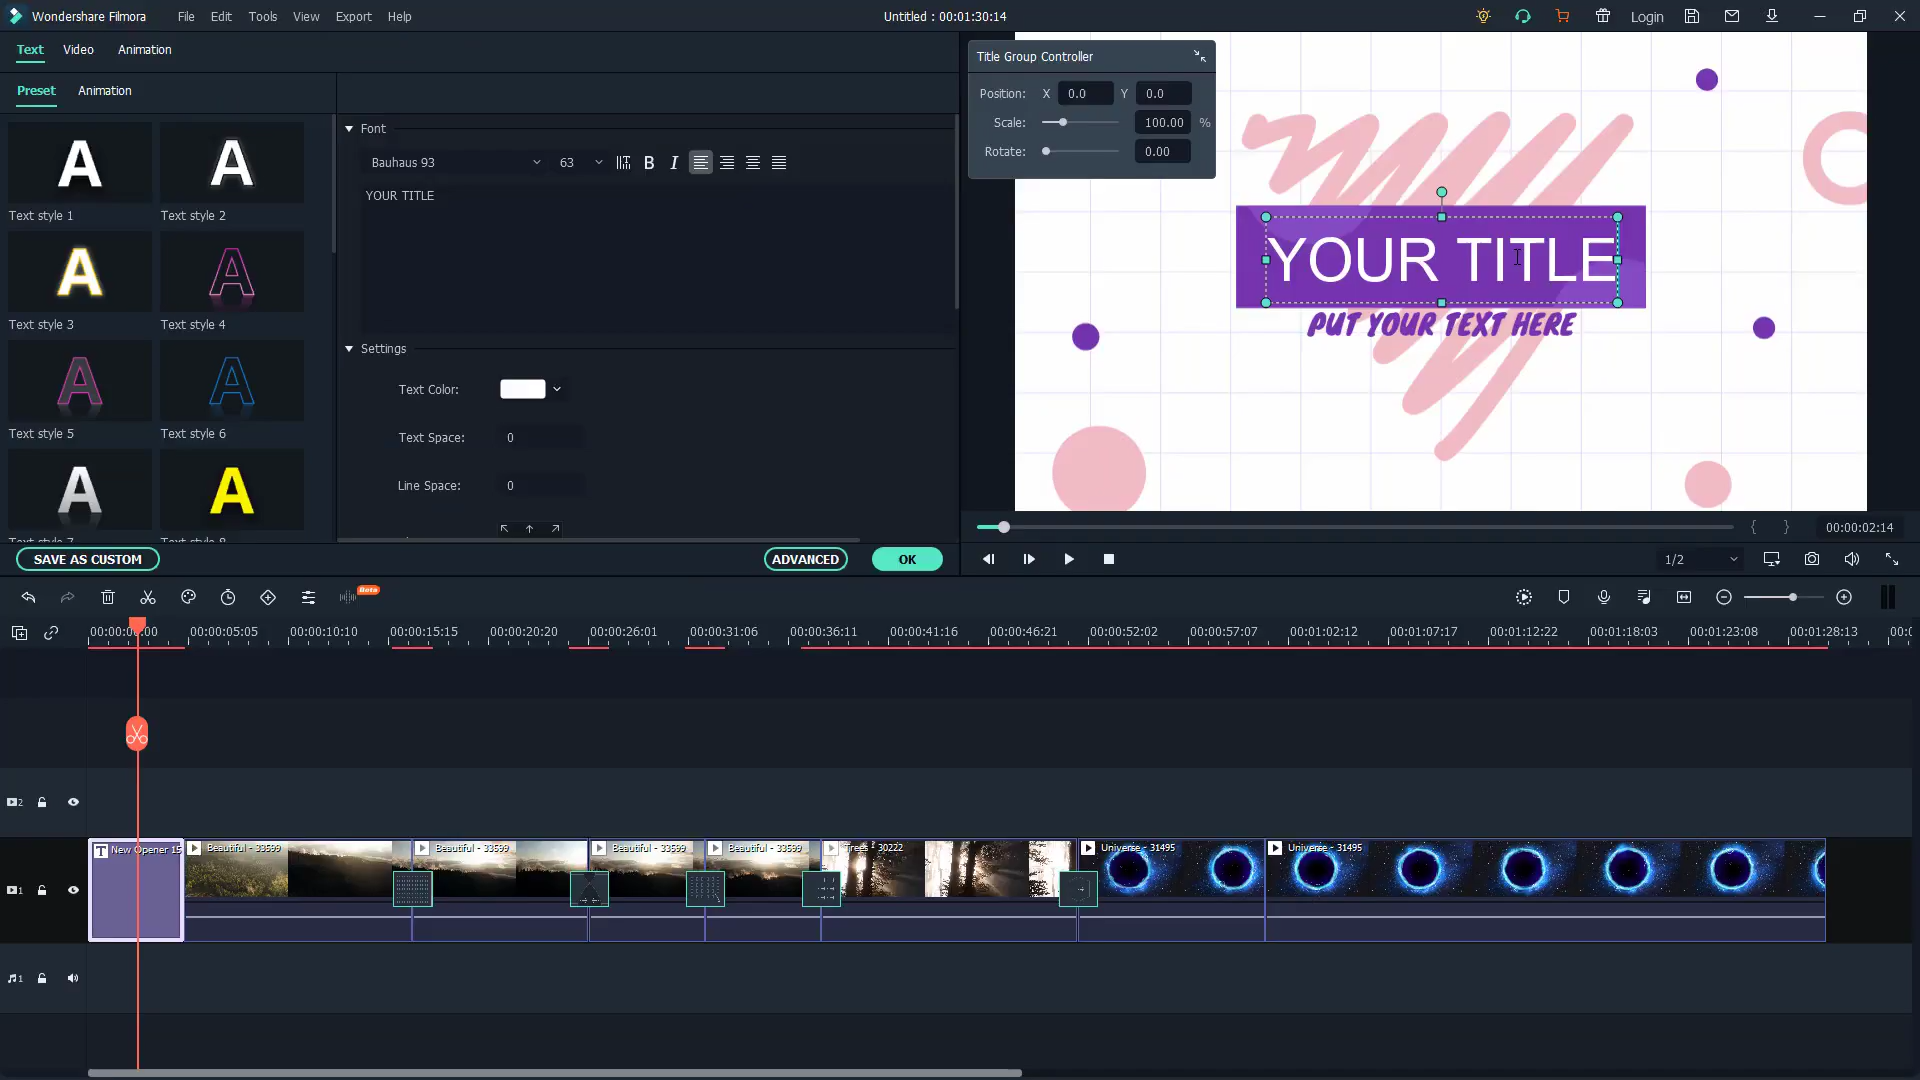 Wondershare Filmora
File Edit Tools View Export Help
Untitled : 00:01:30:14
Login
Text Video Animation
Preset Animation
Text style 1
Text style 2
Text style 3
Text style 4
Text style 5
Text style 6
Font
Bauhaus 93 63
YOUR TITLE
Settings
Text Color:
Text Space: 0
Line Space: 0
SAVE AS CUSTOM
ADVANCED
OK
Title Group Controller
Position: X 0.0 Y 0.0
Scale: 100.00 %
Rotate: 0.00
YOUR TITLE
PUT YOUR TEXT HERE
00:00:02:14
1/2
Beta
00:00:00:00 00:00:05:05 00:00:10:10 00:00:15:15 00:00:20:20 00:00:26:01 00:00:31:06 00:00:36:11 00:00:41:16 00:00:46:21 00:00:52:02 00:00:57:07 00:01:02:12 00:01:07:17 00:01:12:22 00:01:18:03 00:01:23:08 00:01:28:13
2
1
New Opener 15
Beautiful - 33599
Beautiful - 33599
Beautiful - 33599
Beautiful - 33599
Trees - 30222
Universe - 31495
Universe - 31495
1